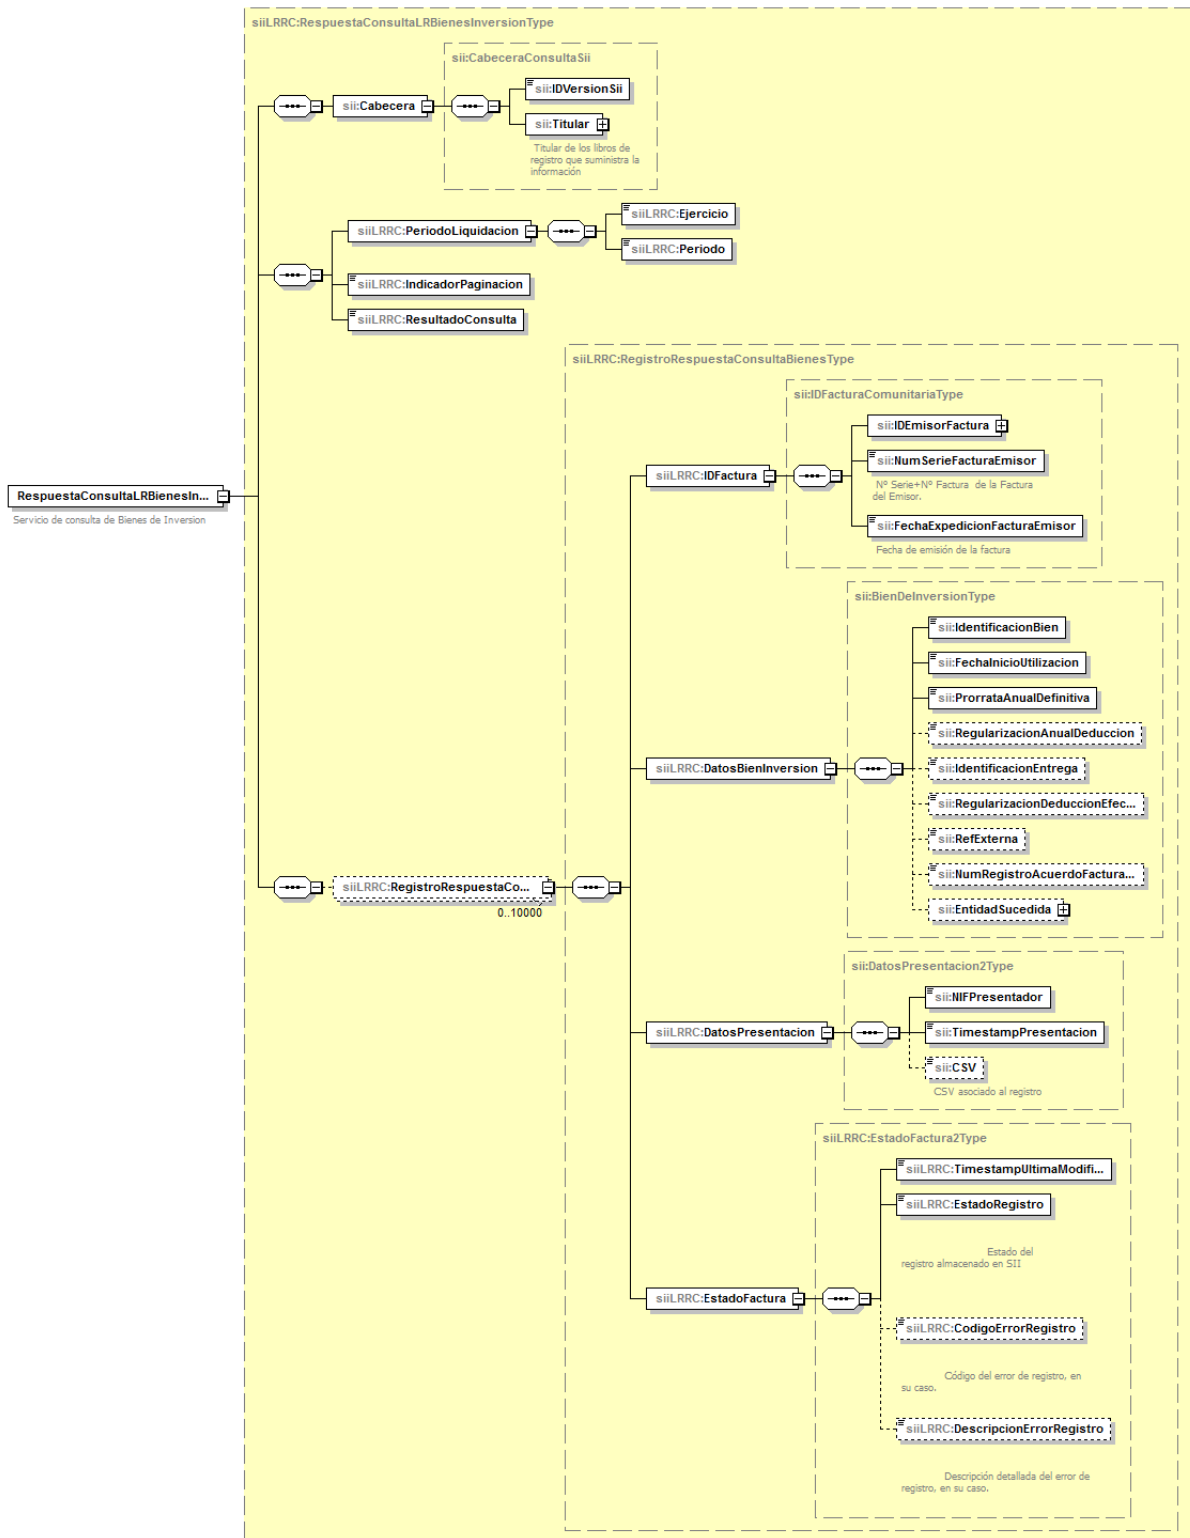 siiLRRC:RespuestaConsultaLRBienesInversionType
sii:CabeceraConsultaSii
sii:IDVersionSii
sii:Cabecera
sii:Titular
Titular de los libros de
registro que suministra la
información
siiLRRC:Ejercicio
siiLRRC:PeriodoLiquidacion
siiLRRC:Periodo
siiLRRC:IndicadorPaginacion
siiLRRC:ResultadoConsulta
siiLRRC:RegistroRespuestaConsultaBienesType
sii:IDFacturaComunitariaType
sii:IDEmisorFactura
sii:NumSerieFacturaEmisor
siiLRRC:IDFactura
Nº Serie+Nº Factura de la Factura
del Emisor.
sii:FechaExpedicionFacturaEmisor
Fecha de emisión de la factura
RespuestaConsultaLRBienesIn...
Servicio de consulta de Bienes de Inversion
sii:BienDeInversionType
sii:IdentificacionBien
sii:FechaInicioUtilizacion
sii:ProrrataAnualDefinitiva
sii:RegularizacionAnualDeduccion
siiLRRC:DatosBienInversion
sii:IdentificacionEntrega
sii:RegularizacionDeduccionEfec...
sii:RefExterna
sii:NumRegistroAcuerdoFactura...
siiLRRC:RegistroRespuestaCo...
0..10000
sii:EntidadSucedida
sii:DatosPresentacion2Type
sii:NIFPresentador
siiLRRC:DatosPresentacion
sii:TimestampPresentacion
sii:CSV
CSV asociado al registro
siiLRRC:EstadoFactura2Type
siiLRRC:TimestampUltimaModifi...
siiLRRC:EstadoRegistro
Estado del
registro almacenado en SII
siiLRRC:EstadoFactura
siiLRRC:CodigoErrorRegistro
Código del error de registro, en
su caso.
siiLRRC:DescripcionErrorRegistro
Descripción detallada del error de
registro, en su caso.